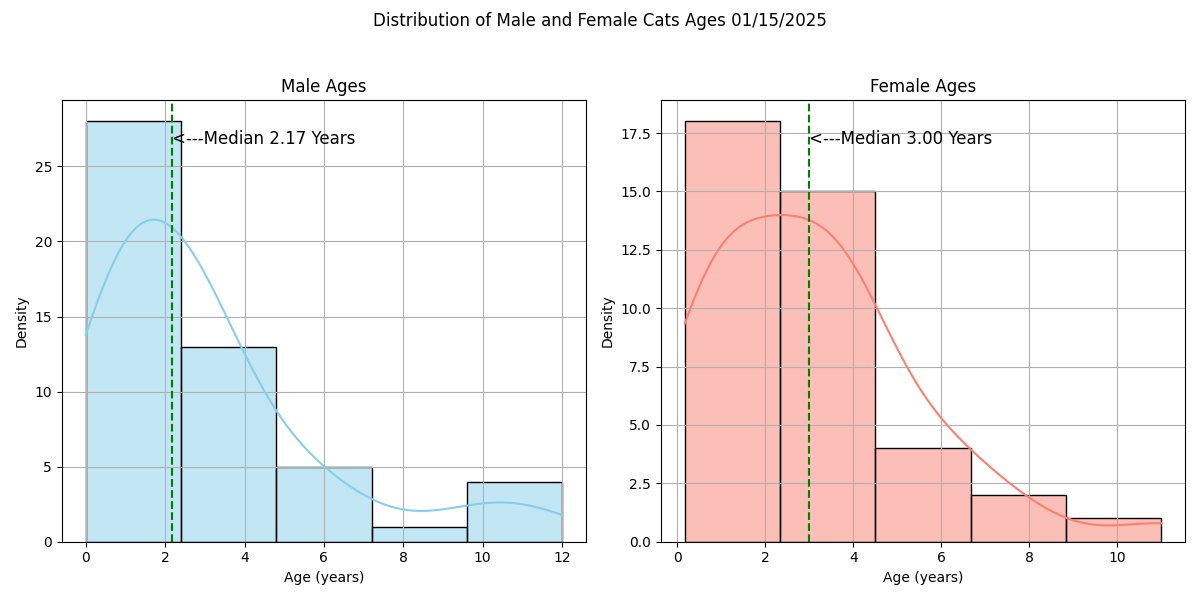 Distribution of Male and Female Cats Ages 01/15/2025
Male Ages
Density
25
20
15
10
5
0
<---Median 2.17 Years
0 2 4 6 8 10 12
Age (years)
Female Ages
Density
17.5
15.0
12.5
10.0
7.5
5.0
2.5
0.0
<---Median 3.00 Years
0 2 4 6 8 10
Age (years)